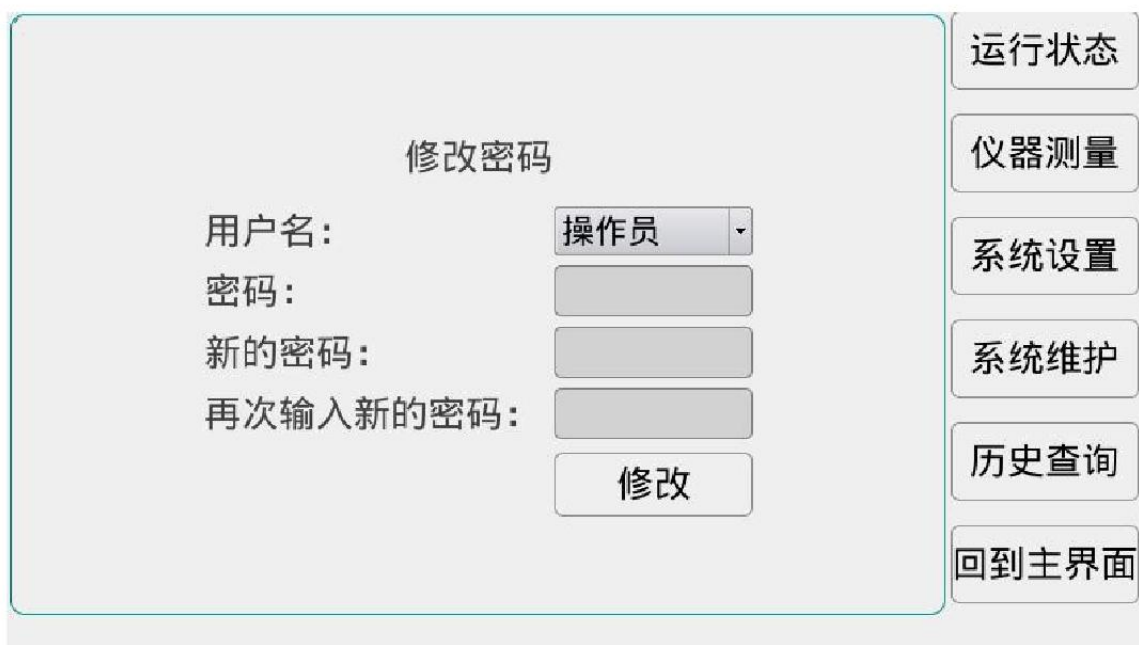 修改密码
用户名：
操作员
密码：
新的密码：
再次输入新的密码：
修改
运行状态
仪器测量
系统设置
系统维护
历史查询
回到主界面